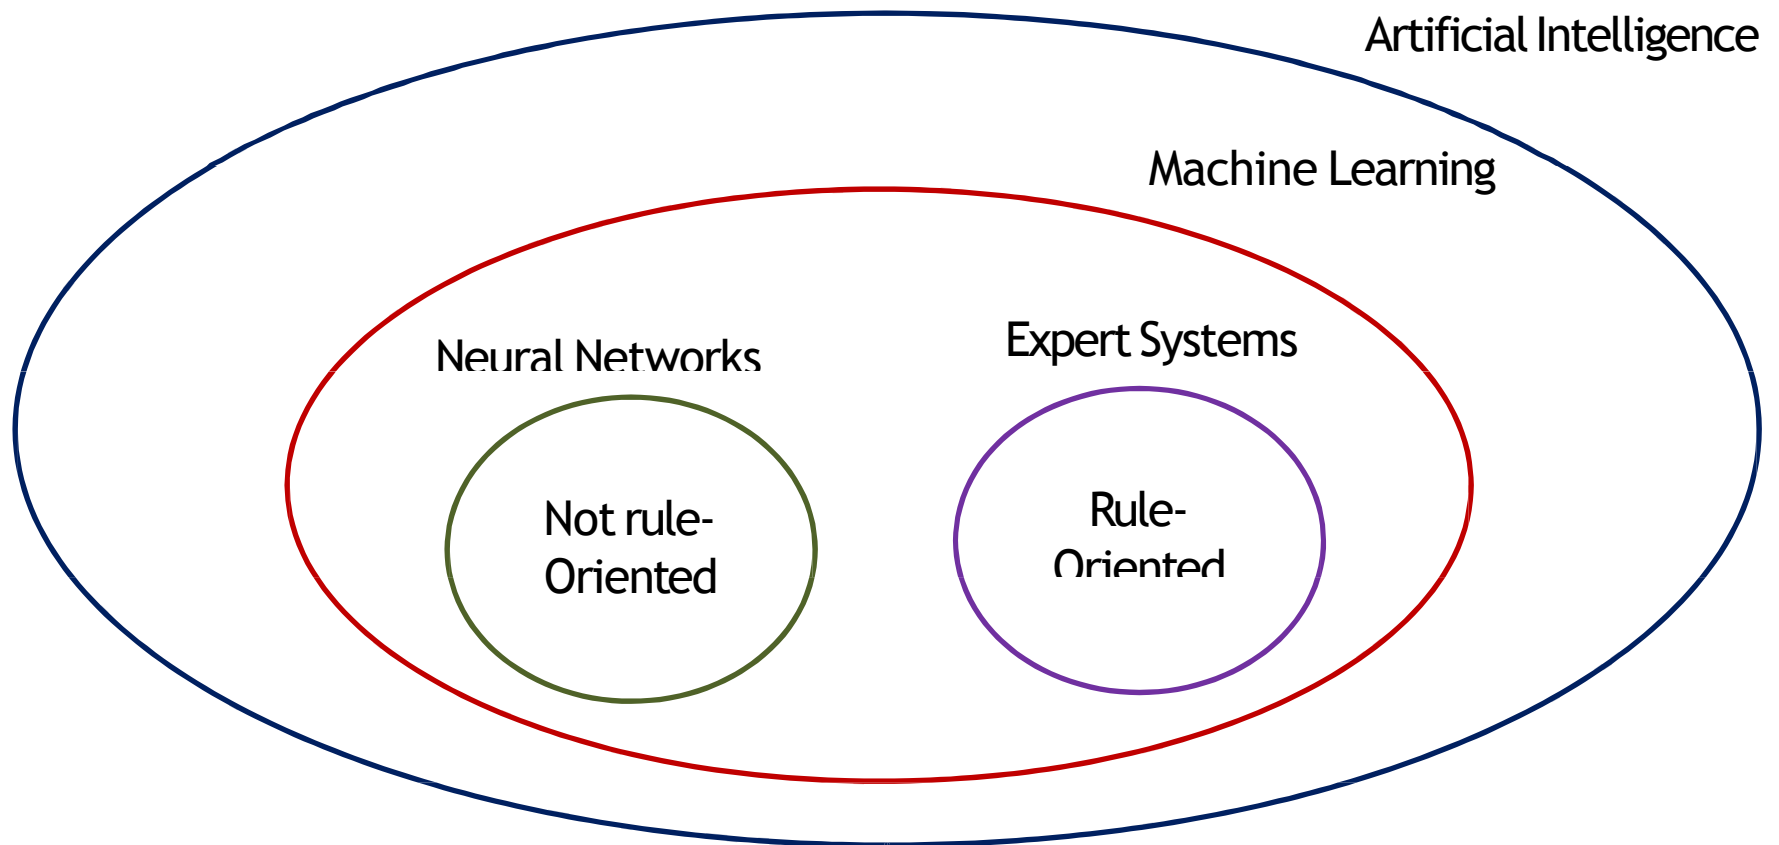 Artificial Intelligence
Machine Learning
Neural Networks
Expert Systems
Not rule-
Oriented
Rule-
Oriented